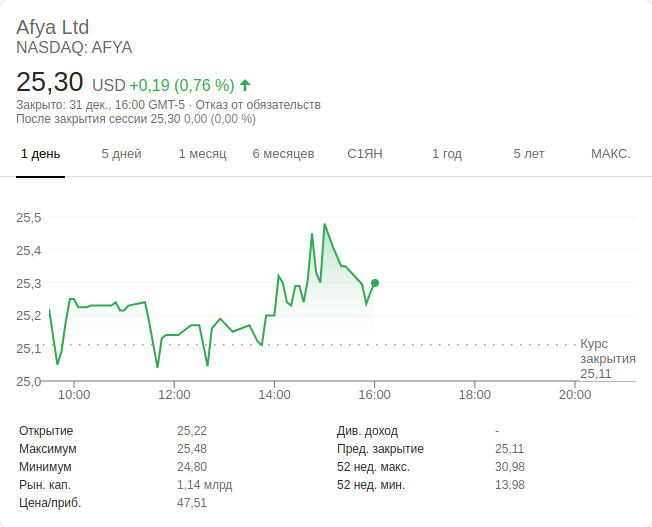 Afya Ltd
NASDAQ: AFYA
25,30 USD +0,19 (0,76 %)
Закрыто: 31 дек., 16:00 GMT-5 · Отказ от обязательств
После закрытия сессии 25,30 0,00 (0,00 %)
1 день 5 дней 1 месяц 6 месяцев С1ЯН 1 год 5 лет МАКС.
25,5
25,4
25,3
25,2
25,1
25,0
Курс
закрытия
25,11
10:00 12:00 14:00 16:00 18:00 20:00
Открытие 25,22 Див. доход -
Максимум 25,48 Пред. закрытие 25,11
Минимум 24,80 52 нед. макс. 30,98
Рын. кап. 1,14 млрд 52 нед. мин. 13,98
Цена/приб. 47,51